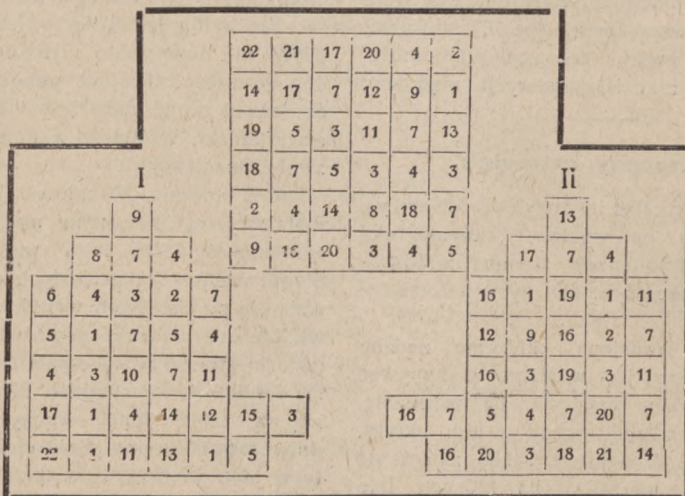 22 21 17 20 4 2
14 17 7 12 9 1
19 5 3 11 7 13
18 7 5 3 4 3
2 4 14 8 18 7
9 20 3 4 5
I
9
8 7 4
6 4 3 2 7
5 1 7 5 4
4 3 10 7 11
17 1 4 14 12 15 3
1 11 13 1 5
Ii
13
17 7 4
16 1 19 1 11
12 9 16 2 7
16 3 19 3 11
16 7 5 4 7 20 7
16 20 3 18 21 14